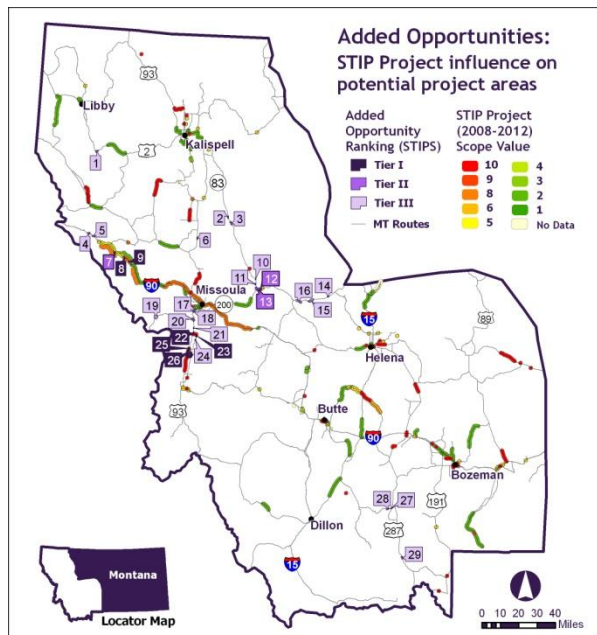 Added Opportunities:
STIP Project influence on
potential project areas
Added
Opportunity
Ranking (STIPS)
Tier I
Tier II
Tier III
MT Routes
STIP Project
(2008-2012)
Scope Value
10
9
8
6
5
4
3
2
1
No Data
93
Libby
Kalispell
1
2
83
2
3
5
4
6
7
8
9
10
11
12
13
90
Missoula
200
16
15
14
19
17
18
20
21
22
23
24
25
26
93
15
Helena
89
Butte
90
Bozeman
191
28
27
287
Dillon
29
15
Montana
Locator Map
0 10 20 30 40
Miles